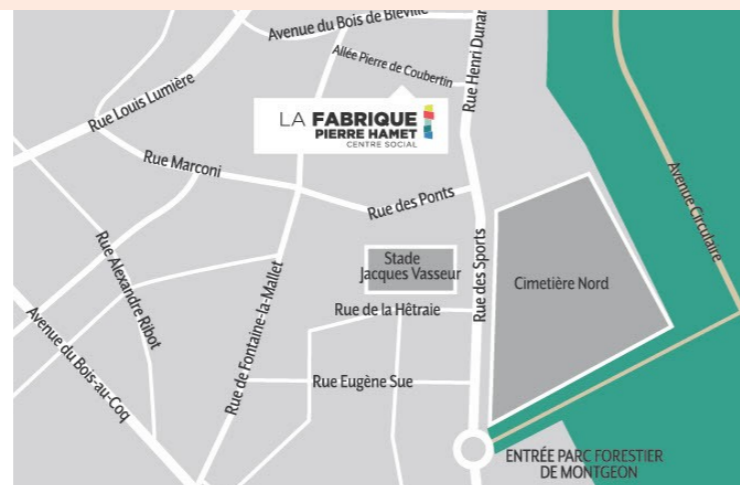 Avenue du Bois de Bléville
Allée Pierre de Coubertin
Rue Henri Dunant
Rue Louis Lumière
LA FABRIQUE
PIERRE HAMET
CENTRE SOCIAL
Rue Marconi
Rue des Ponts
Avenue Circulaire
Rue Alexandre Ribot
Rue de Fontaine-la-Mallet
Stade
Jacques Vasseur
Rue des Sports
Cimetière Nord
Rue de la Hêtraie
Avenue du Bois-au-Coq
Rue Eugène Sue
ENTRÉE PARC FORESTIER
DE MONTGEON